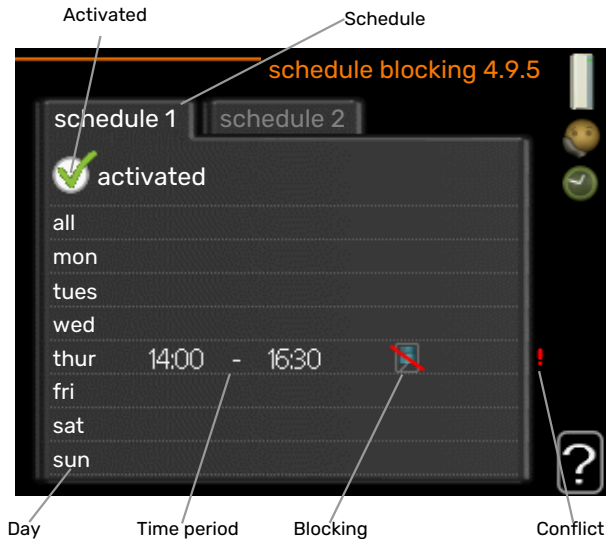 Activated
Schedule
schedule blocking 4.9.5
schedule 1
schedule 2
activated
all
mon
tues
wed
thur 14:00 - 16:30 !
fri
sat
sun
?
Day
Time period
Blocking
Conflict